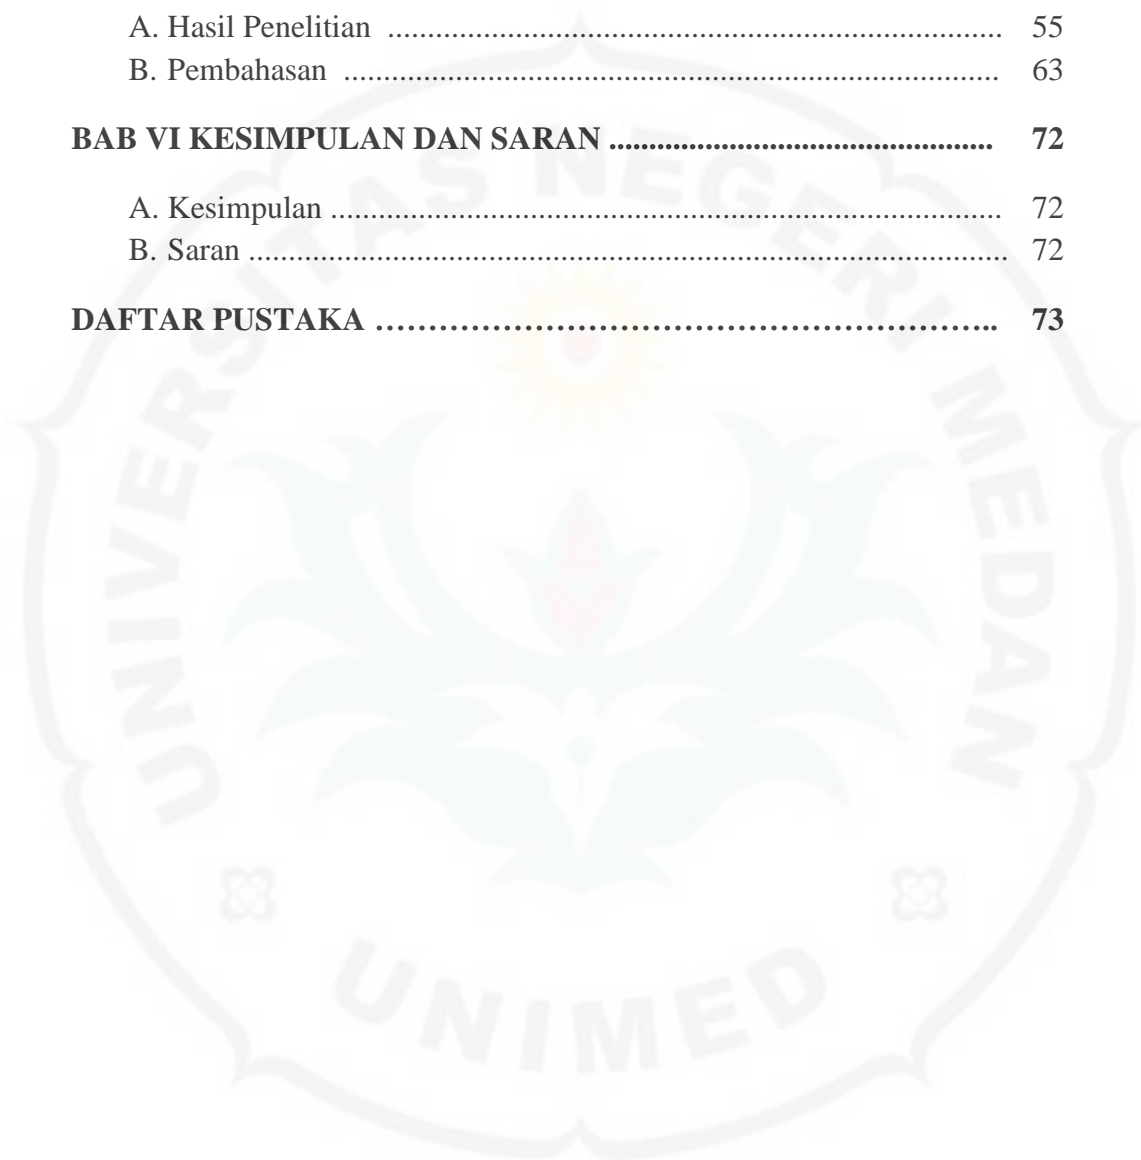 A. Hasil Penelitian ............................................................................. 55
B. Pembahasan .................................................................................. 63
BAB VI KESIMPULAN DAN SARAN ................................................ 72
A. Kesimpulan .................................................................................... 72
B. Saran ............................................................................................... 72
DAFTAR PUSTAKA ………………………………………………….. 73
UNIVERSITAS NEGERI MEDAN
UNIMED